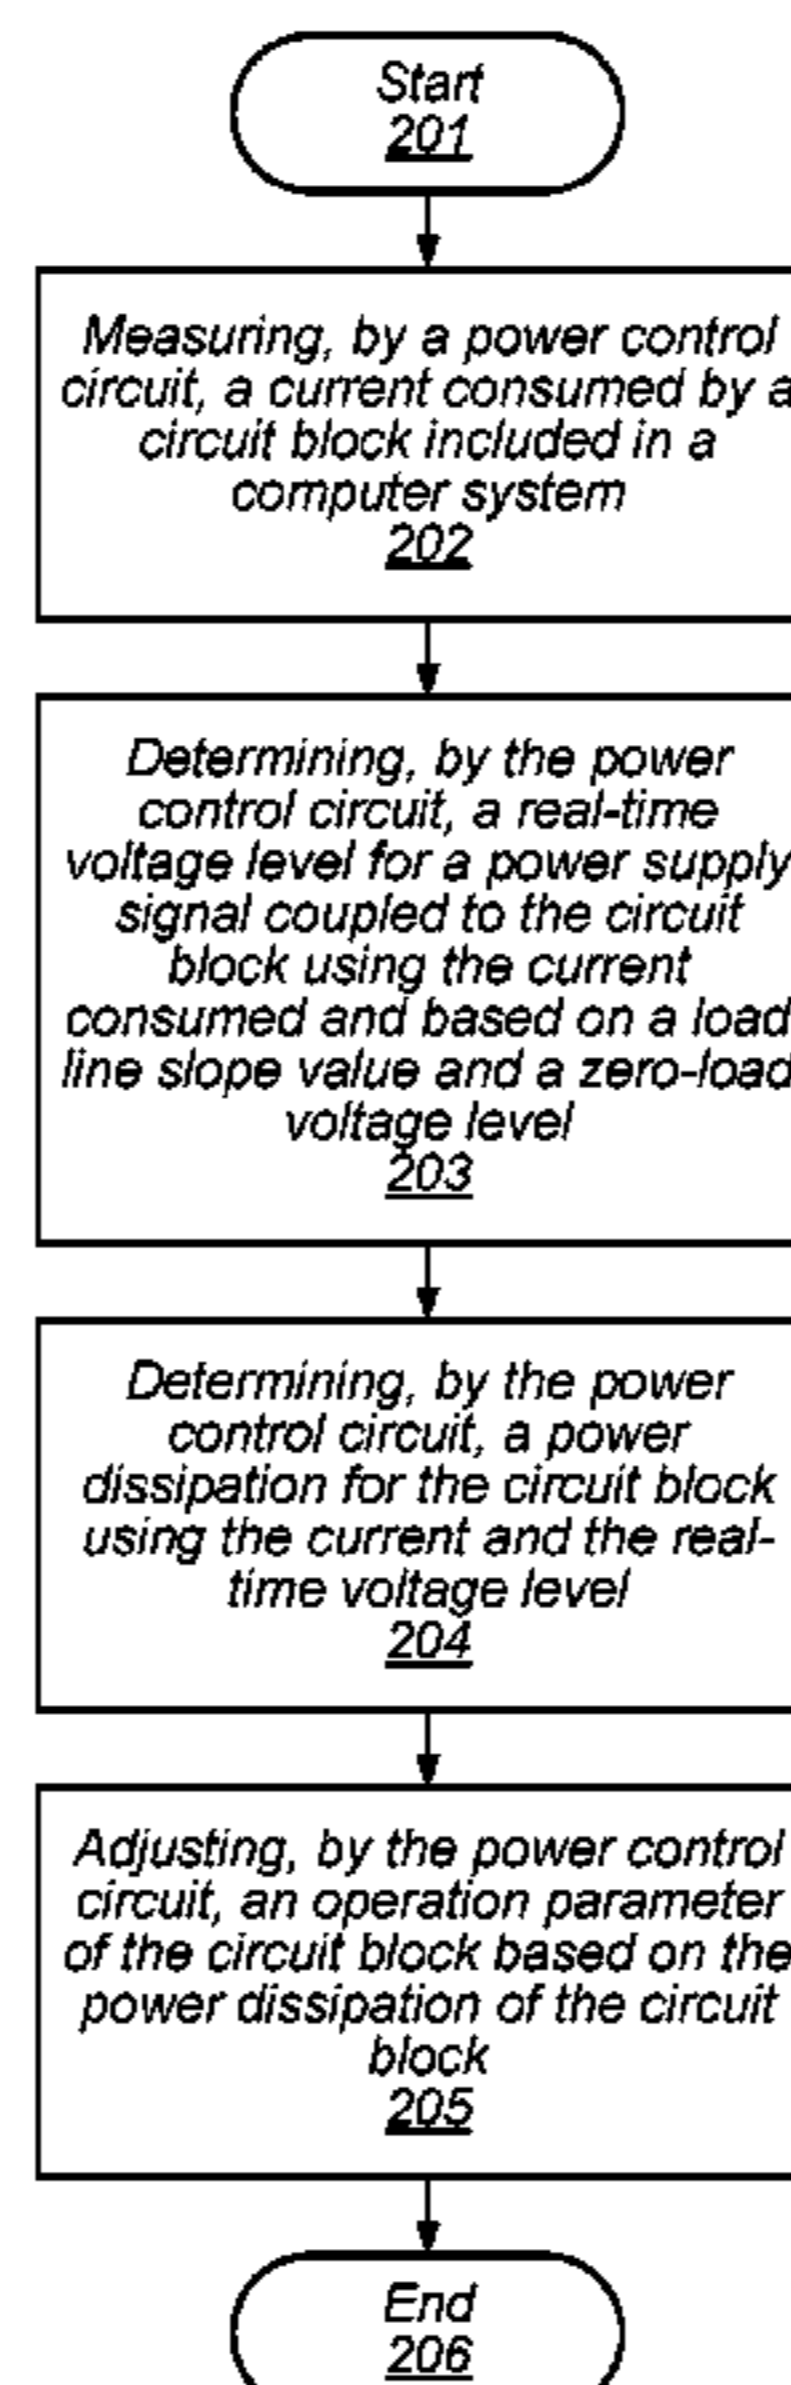 Start
201
Measuring, by a power control
circuit, a current consumed by a
circuit block included in a
computer system
202
Determining, by the power
control circuit, a real-time
voltage level for a power supply
signal coupled to the circuit
block using the current
consumed and based on a load
line slope value and a zero-load
voltage level
203
Determining, by the power
control circuit, a power
dissipation for the circuit block
using the current and the real-
time voltage level
204
Adjusting, by the power control
circuit, an operation parameter
of the circuit block based on the
power dissipation of the circuit
block
205
End
206